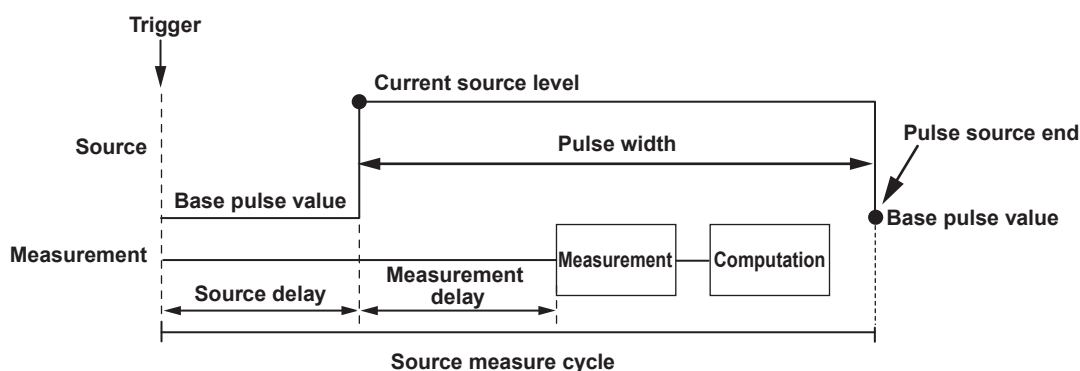 Trigger
Current source level
Source
Pulse width
Pulse source end
Base pulse value
Base pulse value
Measurement
Measurement
Computation
Source delay
Measurement
delay
Source measure cycle